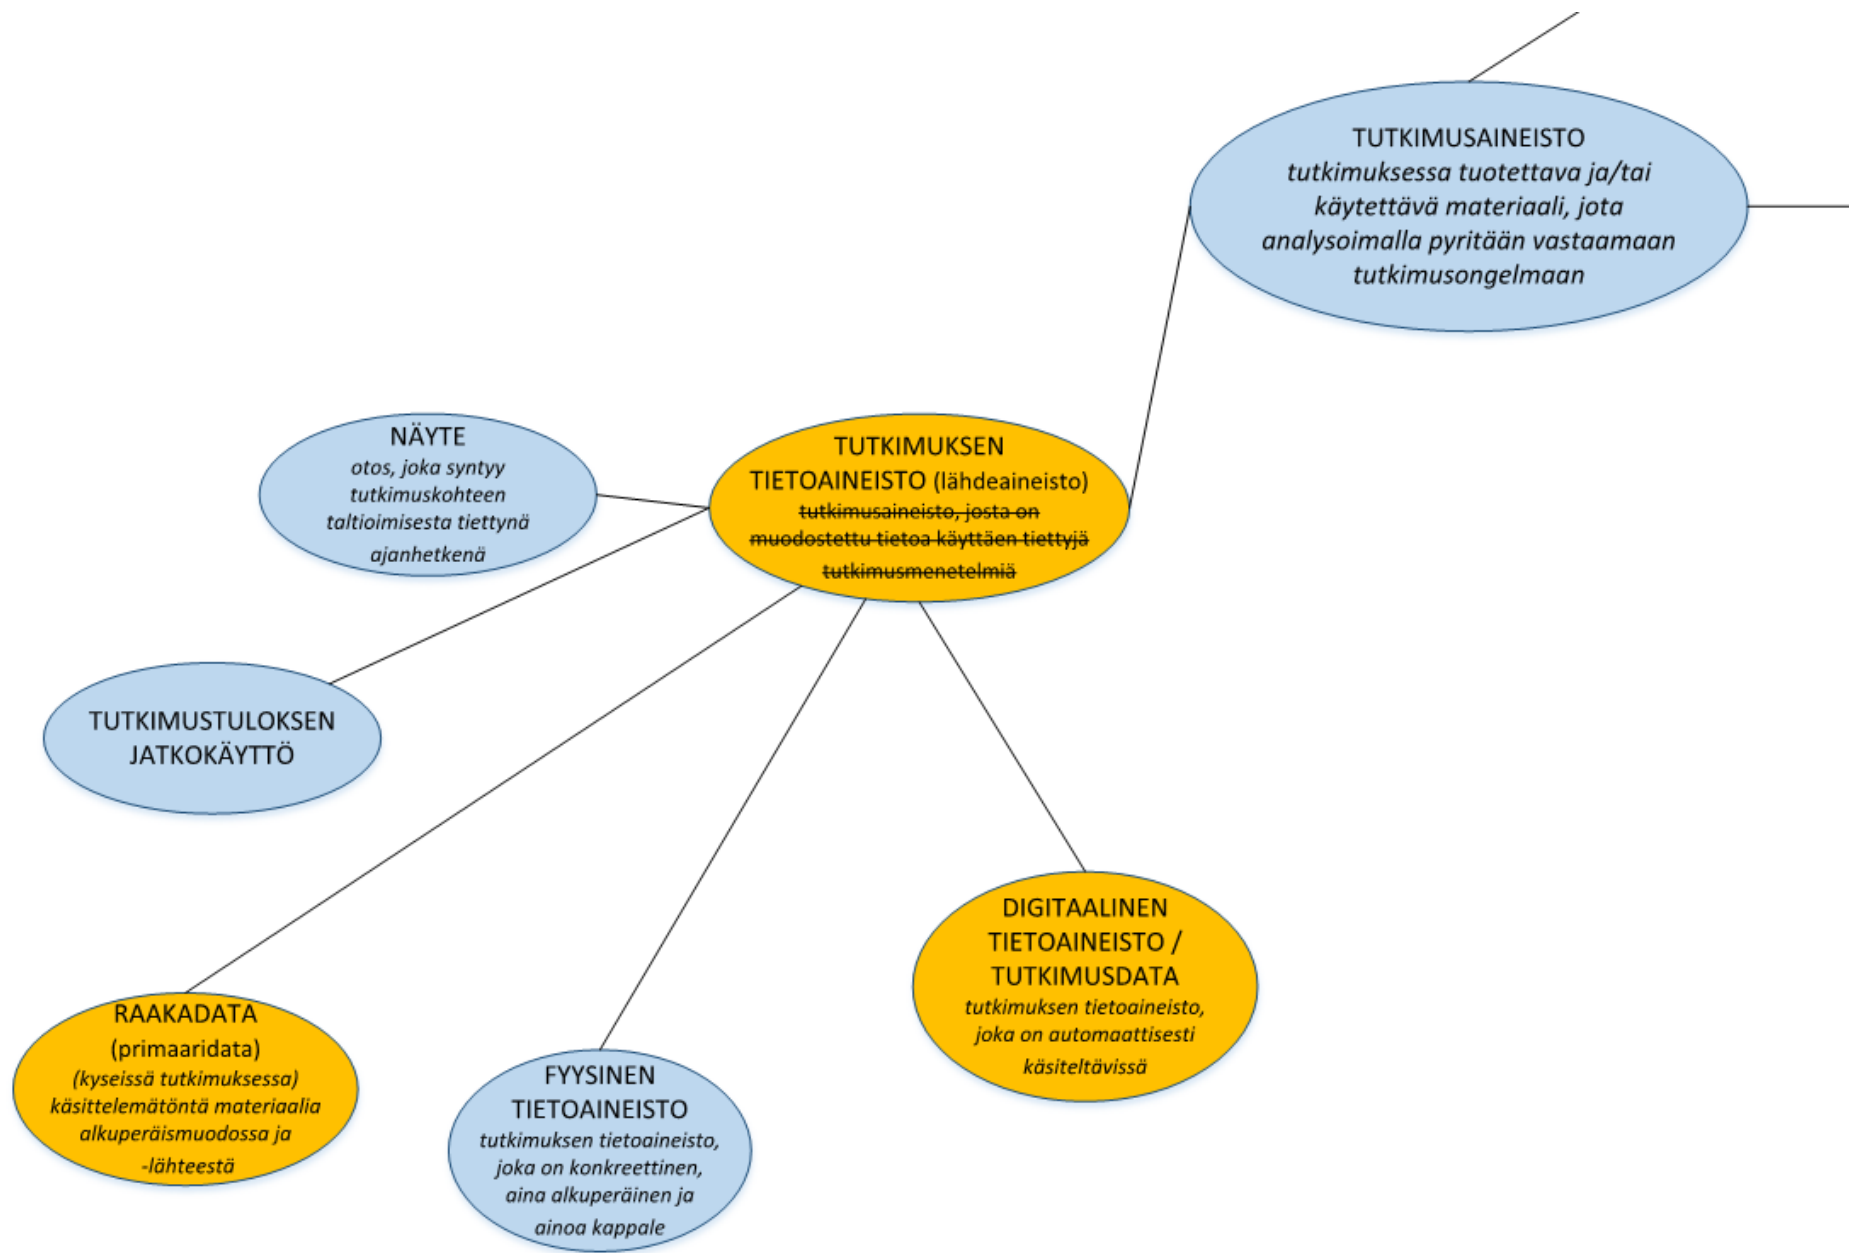 TUTKIMUSAINEISTO
tutkimuksessa tuotettava ja/tai
käytettävä materiaali, jota
analysoimalla pyritään vastaamaan
tutkimusongelmaan
NÄYTE
otos, joka syntyy
tutkimuskohteen
taltioimisesta tiettynä
ajanhetkenä
TUTKIMUKSEN
TIETOAINEISTO (lähdeaineisto)
tutkimusaineisto, josta on
muodostettu tietoa käyttäen tiettyjä
tutkimusmenetelmiä
TUTKIMUSTULOKSEN
JATKOKÄYTTÖ
DIGITAALINEN
TIETOAINEISTO /
TUTKIMUSDATA
tutkimuksen tietoaineisto,
joka on automaattisesti
käsiteltävissä
RAAKADATA
(primaaridata)
(kyseissä tutkimuksessa)
käsittelemätöntä materiaalia
alkuperäismuodossa ja
-lähteestä
FYYSINEN
TIETOAINEISTO
tutkimuksen tietoaineisto,
joka on konkreettinen,
aina alkuperäinen ja
ainoa kappale